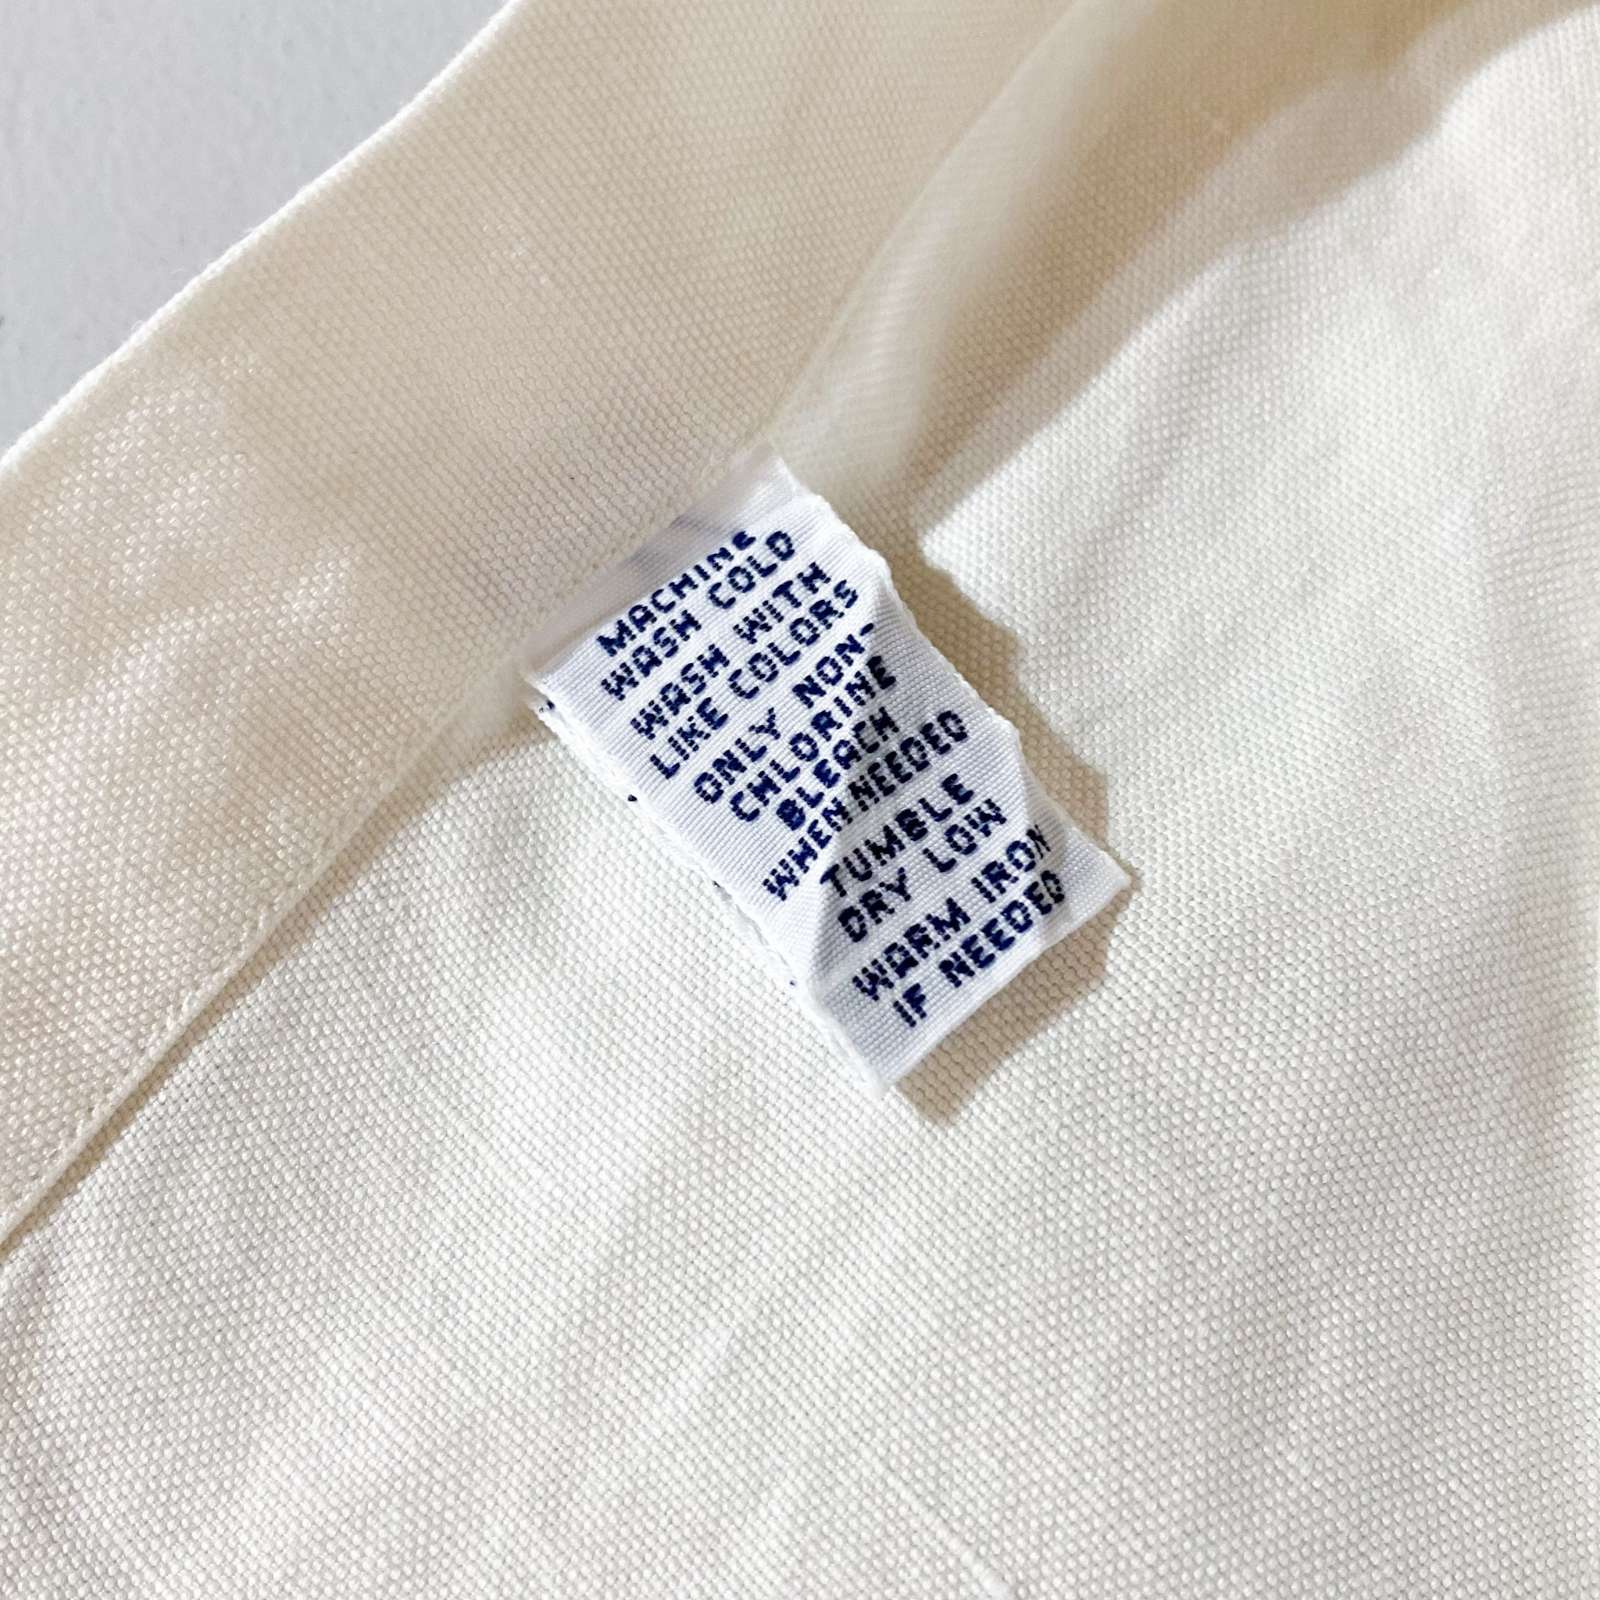 MACHINE
WASH COLD
WASH WITH
LIKE COLORS
ONLY NON-
CHLORINE
BLEACH
WHEN NEEDED
TUMBLE
DRY LOW
WARM IRON
IF NEEDED